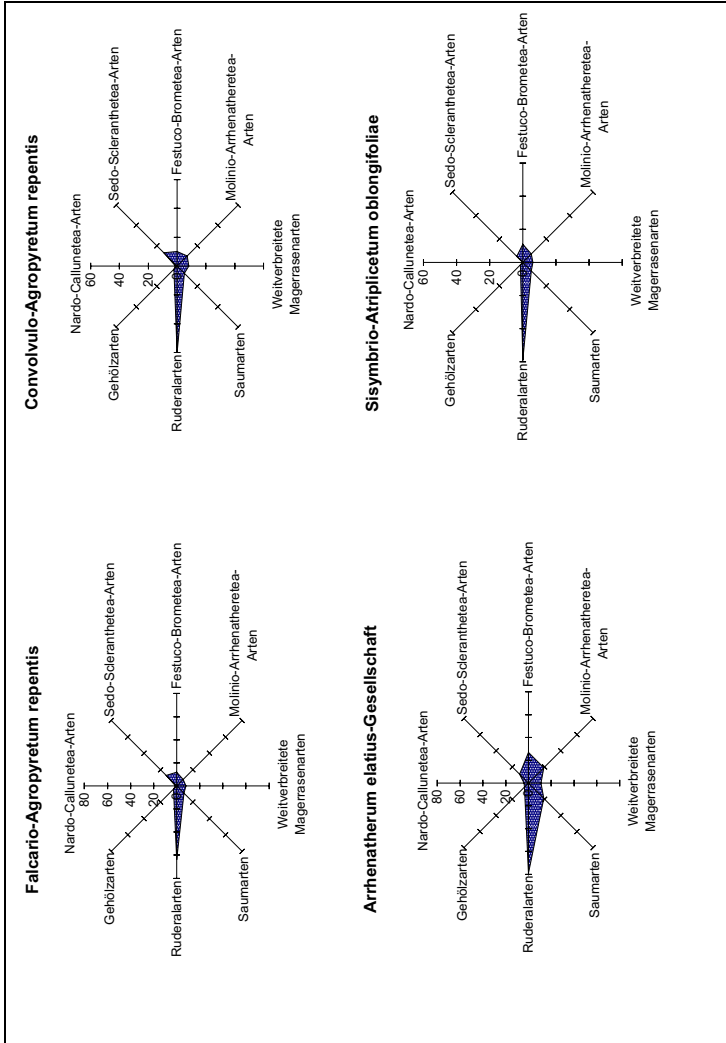 Falcario-Agropyretum repentis
Nardo-Callunetea-Arten
80
60
40
20
0
Sedo-Scleranthetea-Arten
Festuco-Brometea-Arten
Molinio-Arrhenatheretea-
Arten
Weitverbreitete
Magerrasenarten
Saumarten
Ruderalarten
Gehölzarten
Convolvulo-Agropyretum repentis
Nardo-Callunetea-Arten
60
40
20
0
Sedo-Scleranthetea-Arten
Festuco-Brometea-Arten
Molinio-Arrhenatheretea-
Arten
Weitverbreitete
Magerrasenarten
Saumarten
Ruderalarten
Gehölzarten
Arrhenatherum elatius-Gesellschaft
Nardo-Callunetea-Arten
80
60
40
20
0
Sedo-Scleranthetea-Arten
Festuco-Brometea-Arten
Molinio-Arrhenatheretea-
Arten
Weitverbreitete
Magerrasenarten
Saumarten
Ruderalarten
Gehölzarten
Sisymbrio-Atriplicetum oblongifoliae
Nardo-Callunetea-Arten
60
40
20
0
Sedo-Scleranthetea-Arten
Festuco-Brometea-Arten
Molinio-Arrhenatheretea-
Arten
Weitverbreitete
Magerrasenarten
Saumarten
Ruderalarten
Gehölzarten